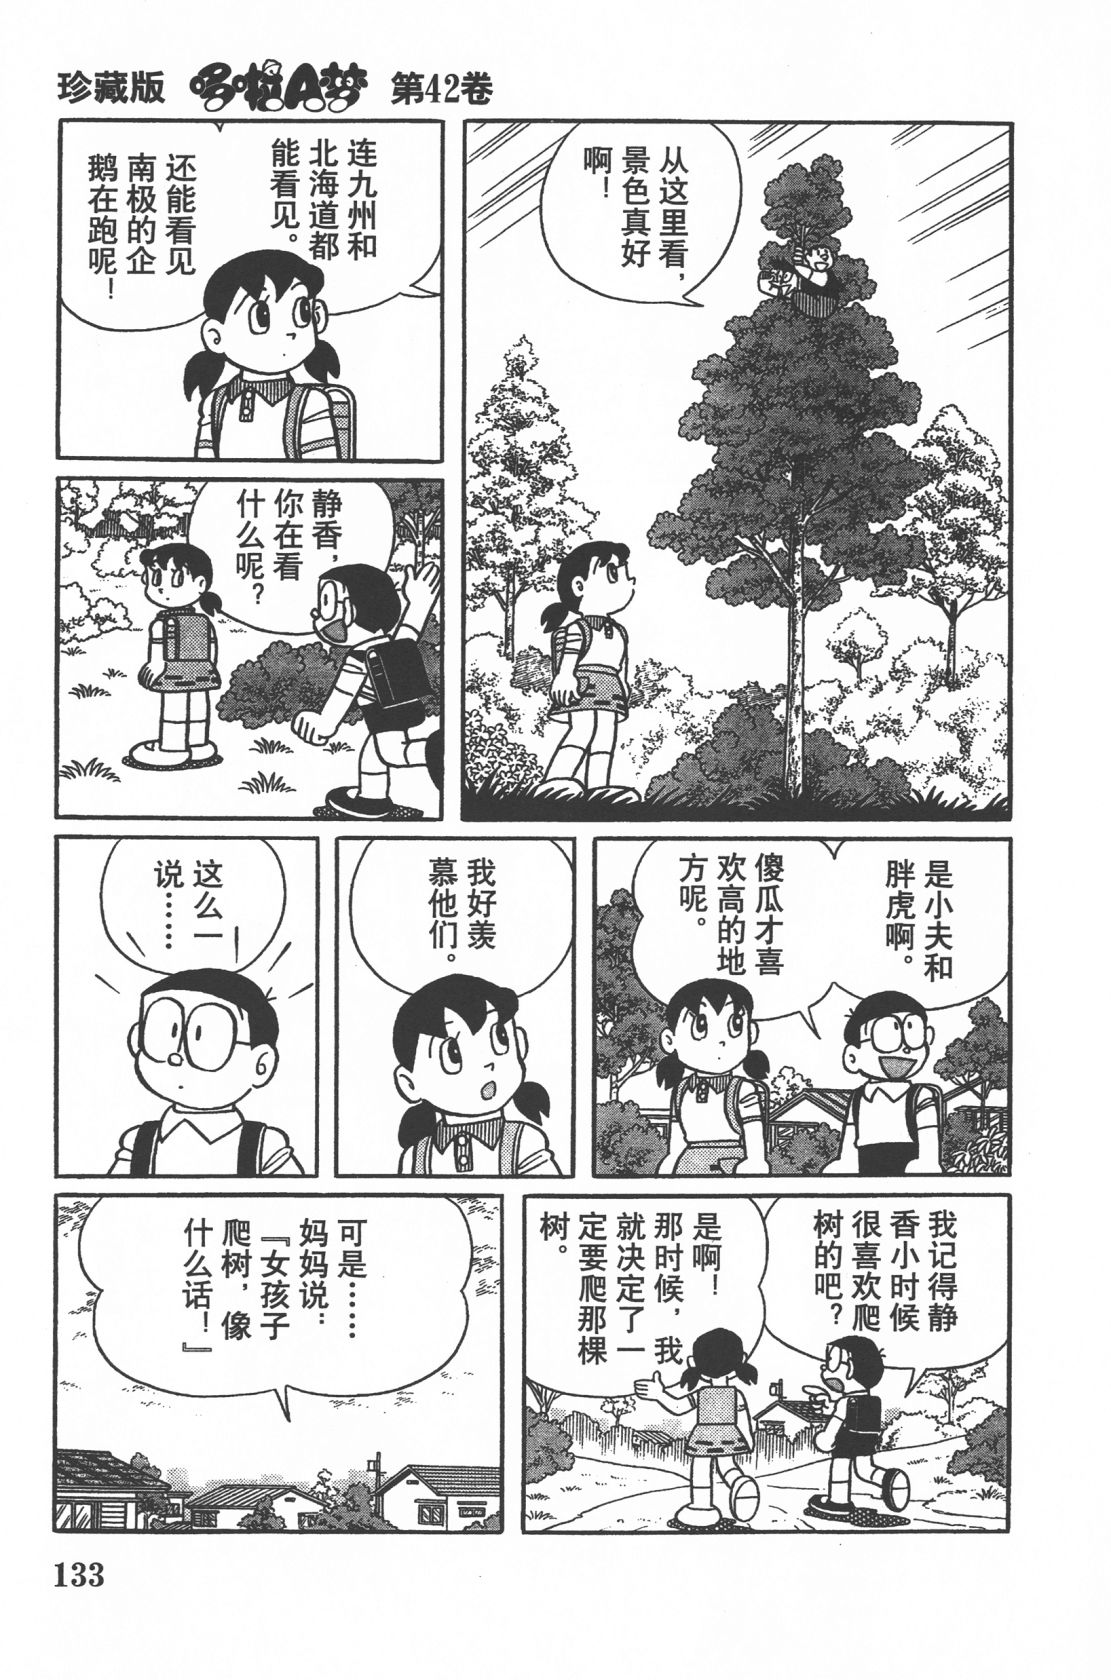 珍藏版 哆啦A梦 第42卷
从这里看，
景色真好
啊！
连九州和
北海道都
能看见。
还能看见
南极的企
鹅在跑呢！
静香，
你在看
什么呢？
是小夫和
胖虎啊。
傻瓜才喜
欢高的地
方呢。
我好羡
慕他们。
这么一
说……
我记得静
香小时候
很喜欢爬
树的吧？
是啊！
那时候，我
就决定了一
定要爬那棵
树。
可是……
妈妈说：
『女孩子
爬树，像
什么话！』
133